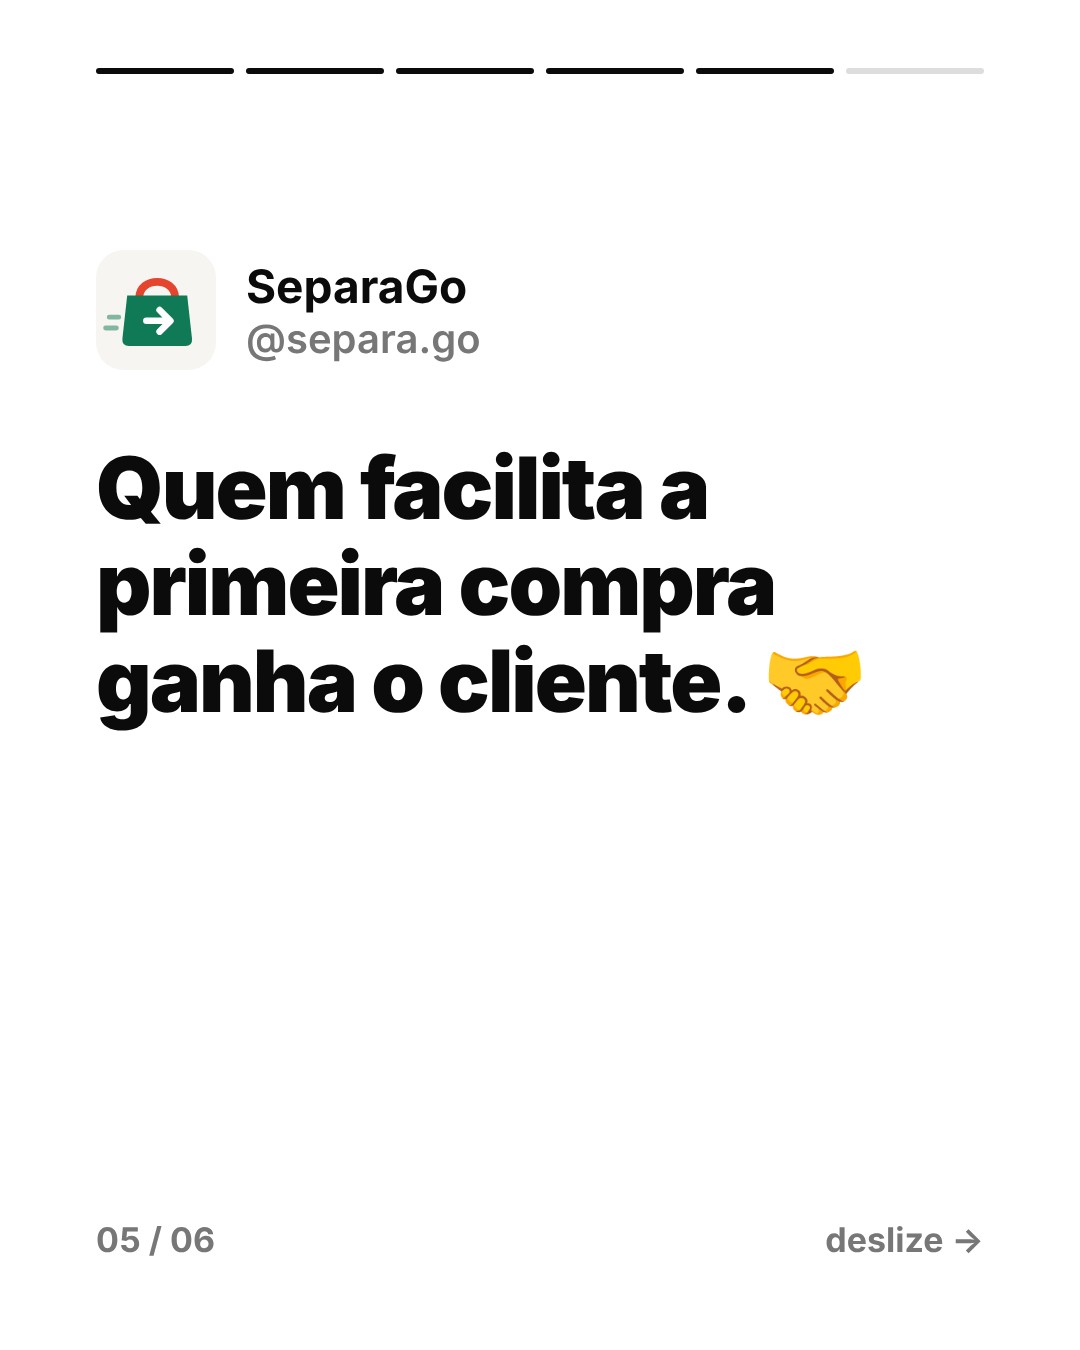 SeparaGo
@separa.go
Quem facilita a
primeira compra
ganha o cliente. 🤝
05 / 06
deslize →